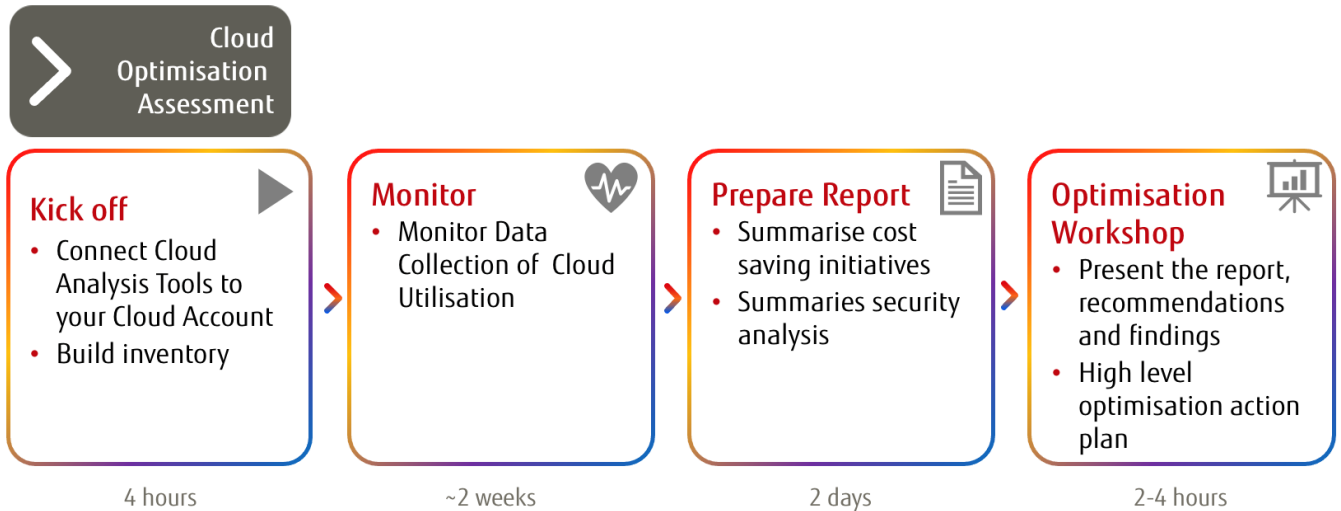 Cloud
Optimisation
Assessment
Kick off
• Connect Cloud
Analysis Tools to
your Cloud Account
• Build inventory
4 hours
Monitor
• Monitor Data
Collection of Cloud
Utilisation
~2 weeks
Prepare Report
• Summarise cost
saving initiatives
• Summaries security
analysis
2 days
Optimisation
Workshop
• Present the report,
recommendations
and findings
• High level
optimisation action
plan
2-4 hours